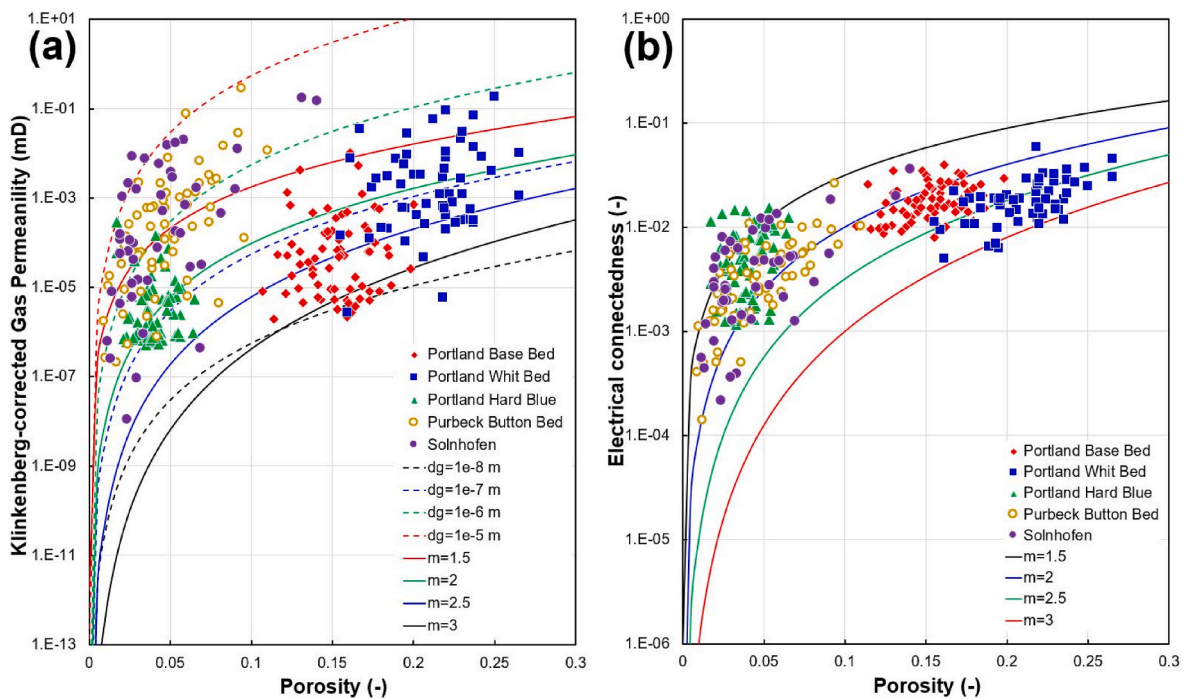 (a)
Klinkenberg-corrected Gas Permeanility (mD)
1.E+01
1.E-01
1.E-03
1.E-05
1.E-07
1.E-09
1.E-11
1.E-13
0 0.05 0.1 0.15 0.2 0.25 0.3
Porosity (-)
Portland Base Bed
Portland Whit Bed
Portland Hard Blue
Purbeck Button Bed
Solnhofen
dg=1e-8 m
dg=1e-7 m
dg=1e-6 m
dg=1e-5 m
m=1.5
m=2
m=2.5
m=3
(b)
Electrical connectedness (-)
1.E+00
1.E-01
1.E-02
1.E-03
1.E-04
1.E-05
1.E-06
0 0.05 0.1 0.15 0.2 0.25 0.3
Porosity (-)
Portland Base Bed
Portland Whit Bed
Portland Hard Blue
Purbeck Button Bed
Solnhofen
m=1.5
m=2
m=2.5
m=3